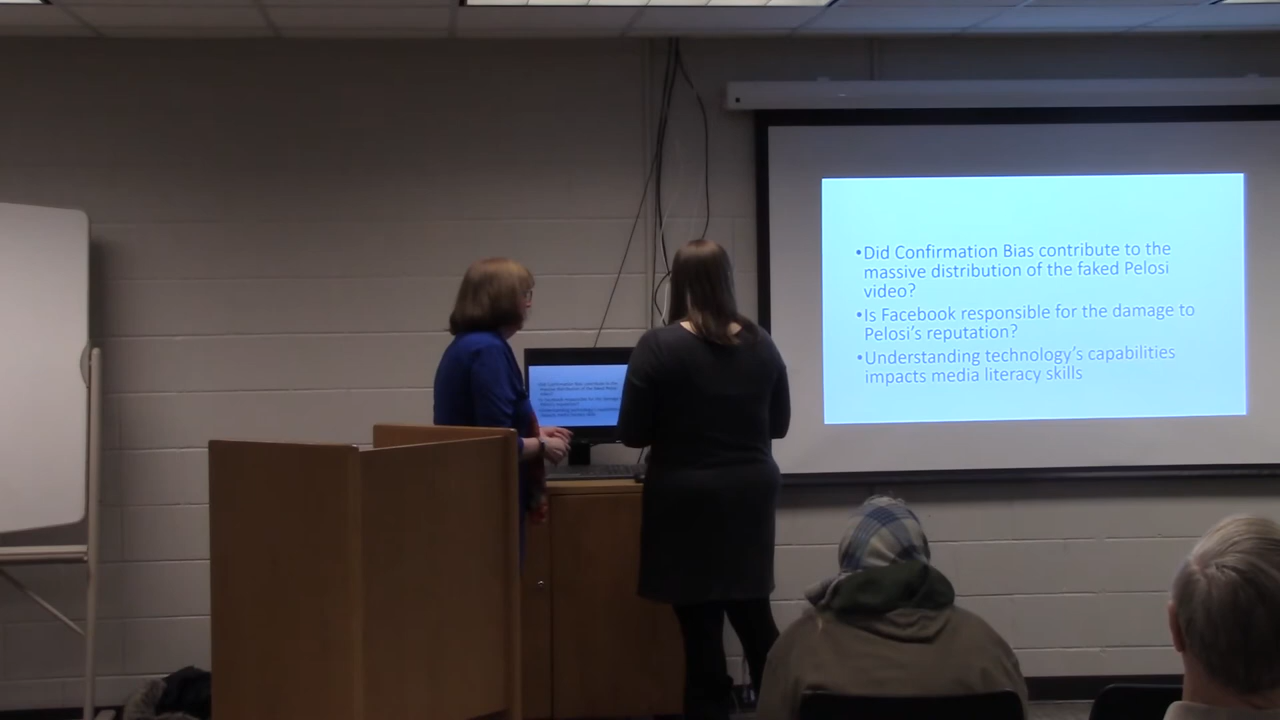 •Did Confirmation Bias contribute to the
massive distribution of the faked Pelosi
video?
•Is Facebook responsible for the damage to
Pelosi's reputation?
•Understanding technology's capabilities
impacts media literacy skills